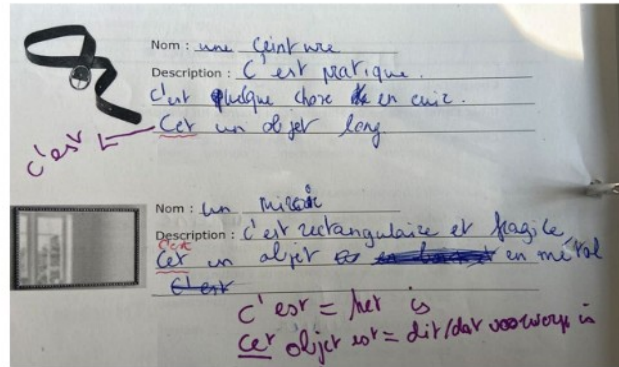 Nom : une ceinture
Description : C'est pratique.
C'est quelque chose en cuir.
Cet un objet long
c'est
Nom : un miroir
Description : C'est rectangulaire et fragile,
c'est
Cet un objet en métal
C'est
c'est = het is
Cet objet est = dit/dat voorwerp is